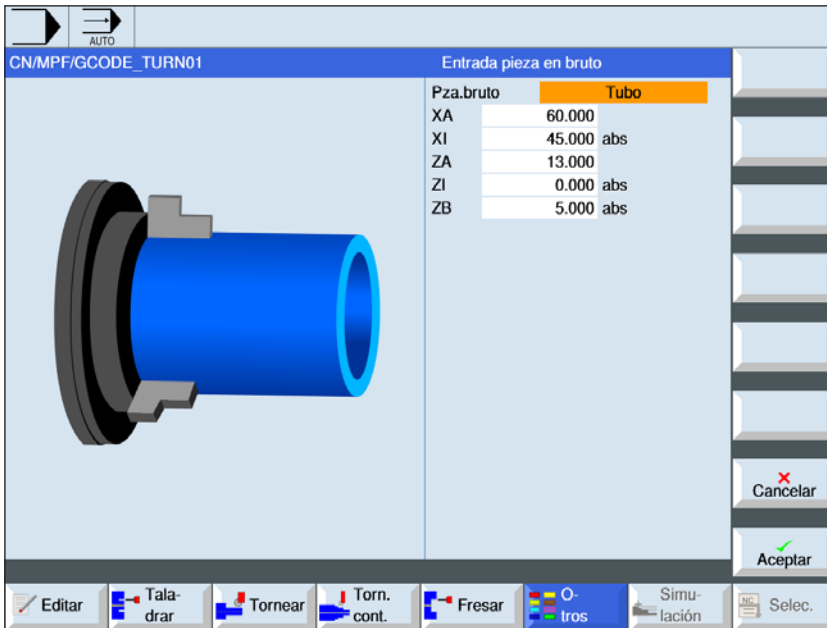 AUTO
CN/MPF/GCODE_TURN01
Entrada pieza en bruto
Pza.bruto Tubo
XA 60.000
XI 45.000 abs
ZA 13.000
ZI 0.000 abs
ZB 5.000 abs
Cancelar
Aceptar
Editar
Tala-
drar
Tornear
Torn.
cont.
Fresar
O-
tros
Simu-
lación
NC
Selec.